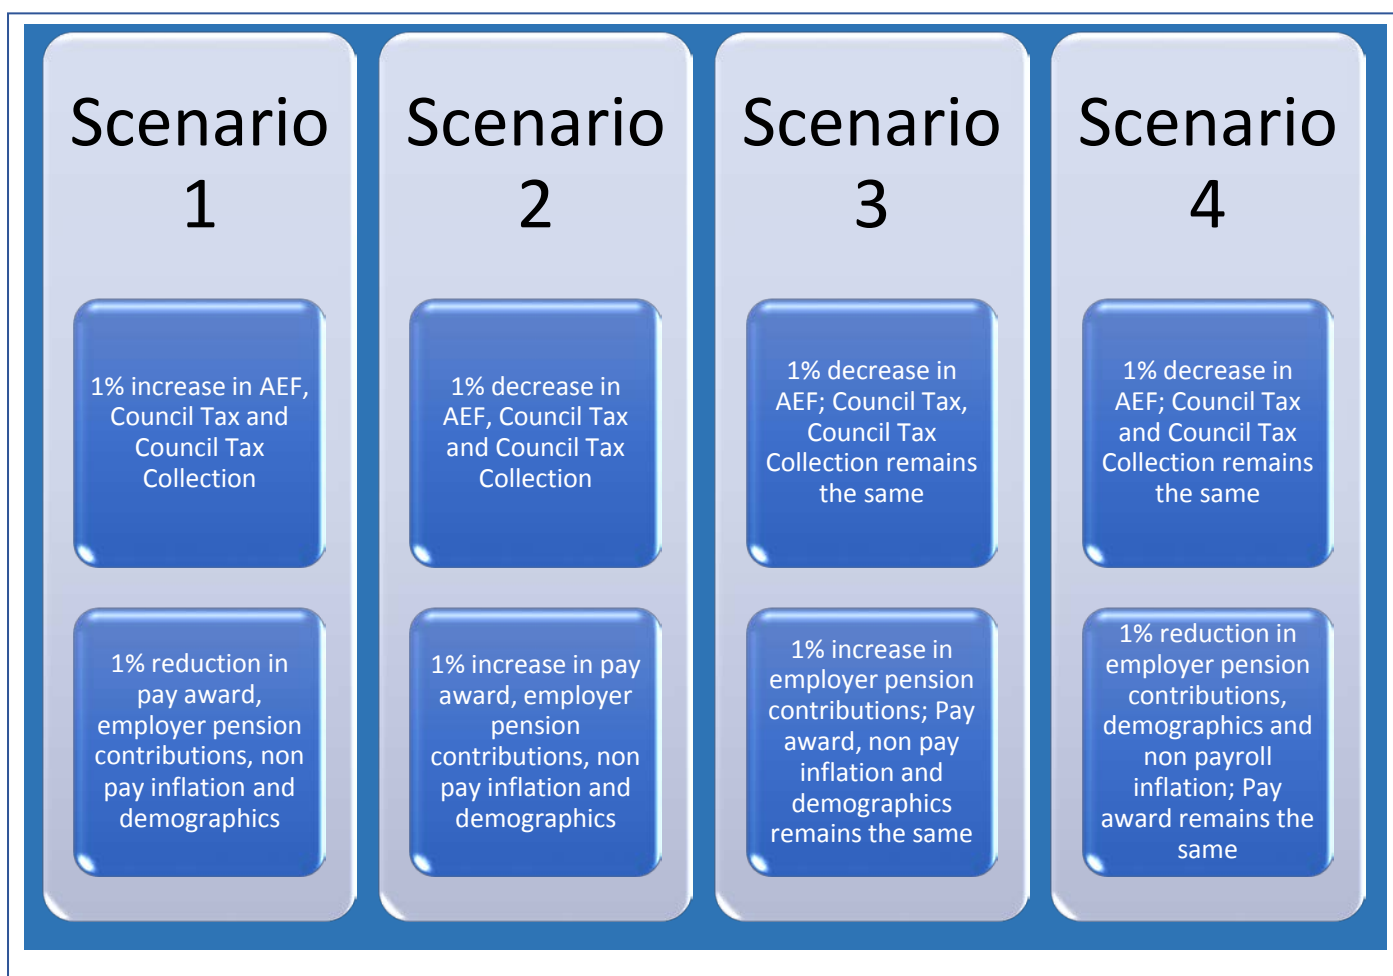 Scenario
1
1% increase in AEF,
Council Tax and
Council Tax
Collection
1% reduction in
pay award,
employer pension
contributions, non
pay inflation and
demographics
Scenario
2
1% decrease in
AEF, Council Tax
and Council Tax
Collection
1% increase in pay
award, employer
pension
contributions, non
pay inflation and
demographics
Scenario
3
1% decrease in
AEF; Council Tax,
Council Tax
Collection remains
the same
1% increase in
employer pension
contributions; Pay
award, non pay
inflation and
demographics
remains the same
Scenario
4
1% decrease in
AEF; Council Tax
and Council Tax
Collection remains
the same
1% reduction in
employer pension
contributions,
demographics and
non payroll
inflation; Pay
award remains the
same